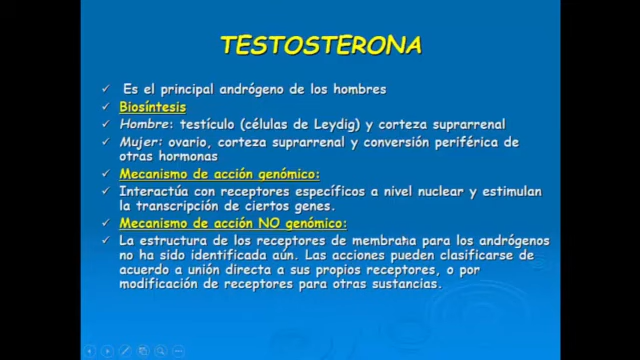 TESTOSTERONA
✓ Es el principal andrógeno de los hombres
✓ Biosíntesis
✓ Hombre: testículo (células de Leydig) y corteza suprarrenal
✓ Mujer: ovario, corteza suprarrenal y conversión periférica de
otras hormonas
✓ Mecanismo de acción genómico:
✓ Interactúa con receptores específicos a nivel nuclear y estimulan
la transcripción de ciertos genes.
✓ Mecanismo de acción NO genómico:
✓ La estructura de los receptores de membrana para los andrógenos
no ha sido identificada aún. Las acciones pueden clasificarse de
acuerdo a unión directa a sus propios receptores, o por
modificación de receptores para otras sustancias.